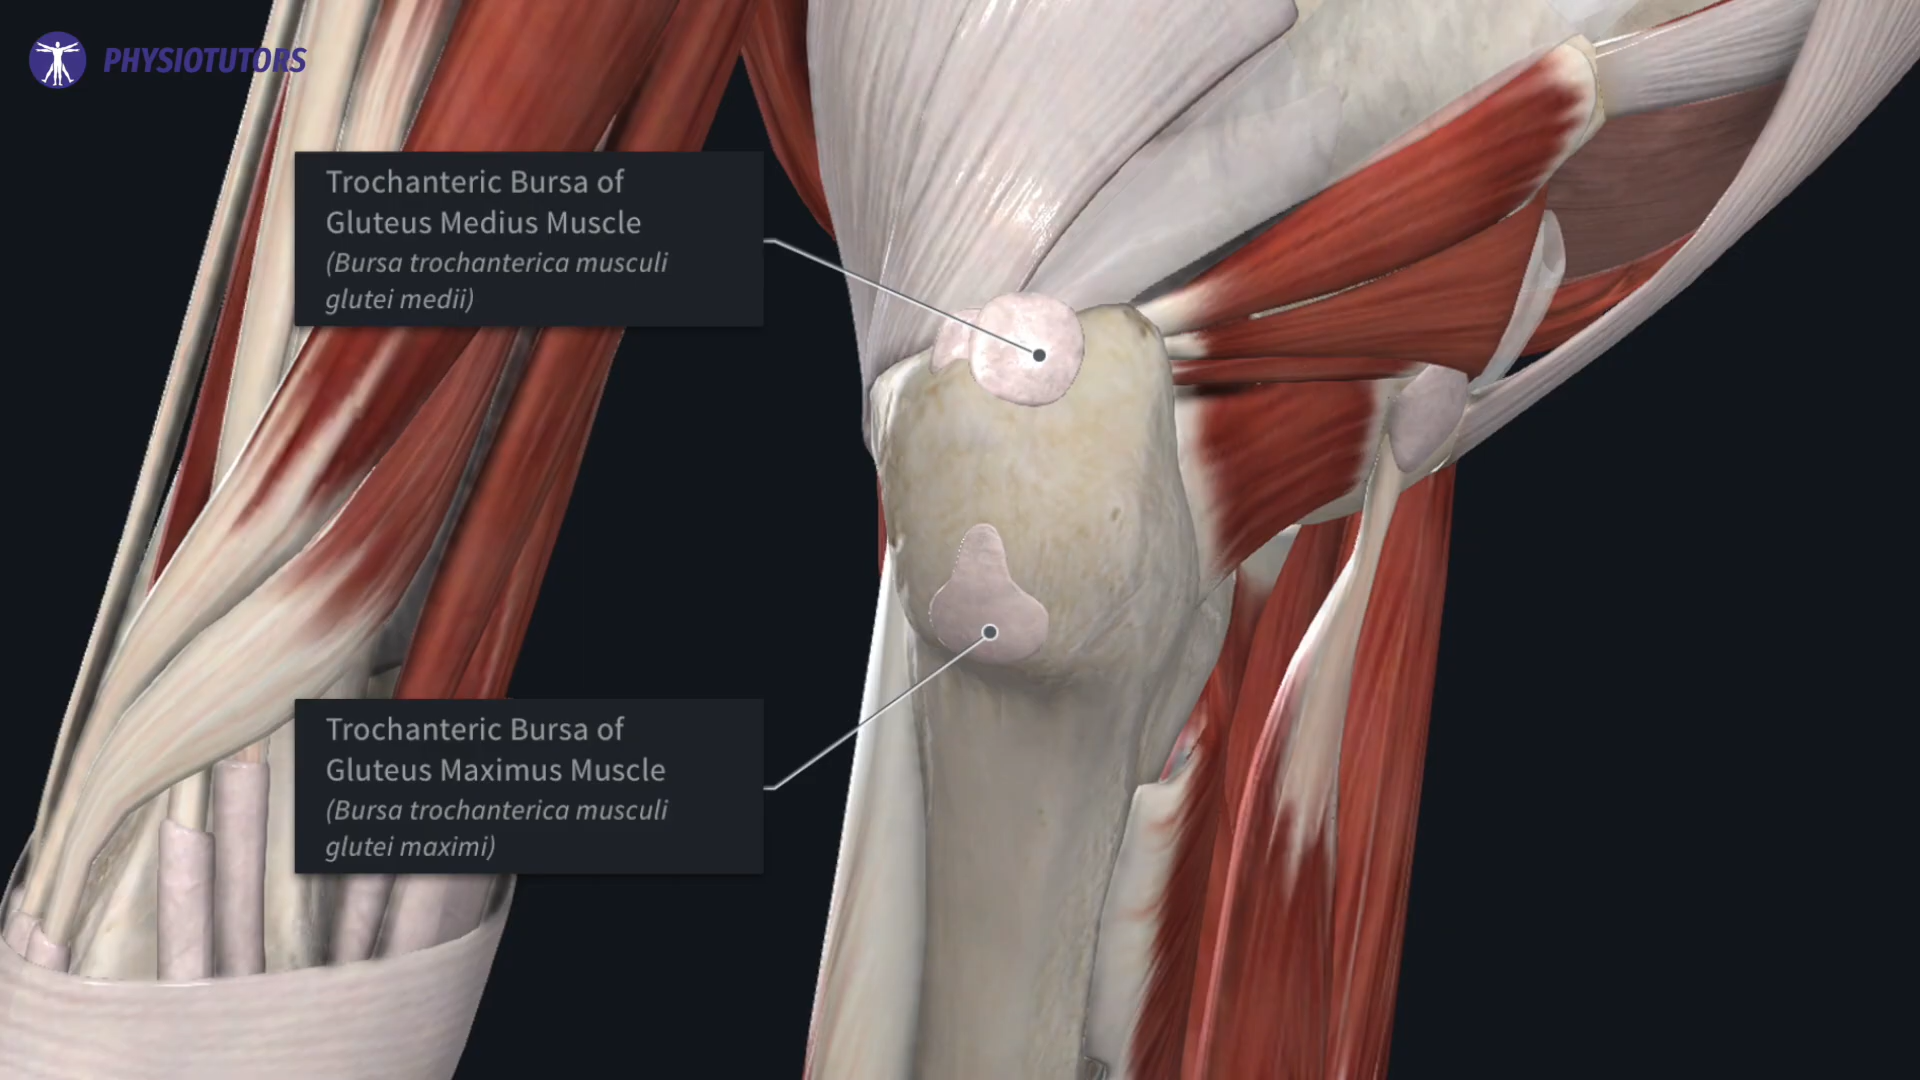 PHYSIOTUTORS
Trochanteric Bursa of
Gluteus Medius Muscle
(Bursa trochanterica musculi
glutei medii)
Trochanteric Bursa of
Gluteus Maximus Muscle
(Bursa trochanterica musculi
glutei maximi)